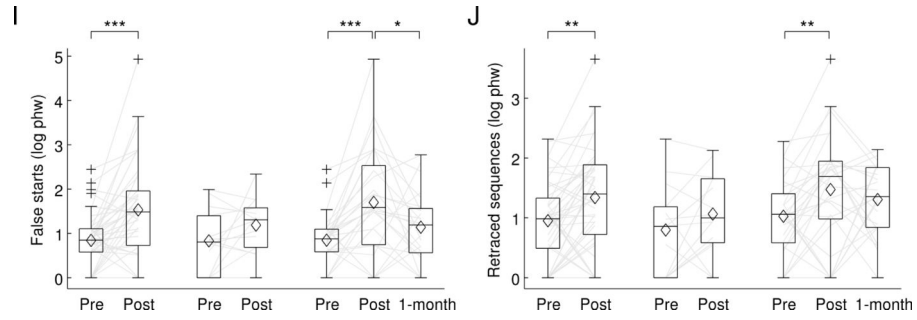 I
J
*** *** *
** **
False starts (log phw)
5
4
3
2
1
0
Pre Post Pre Post Pre Post 1-month
Retraced sequences (log phw)
3
2
1
0
Pre Post Pre Post Pre Post 1-month